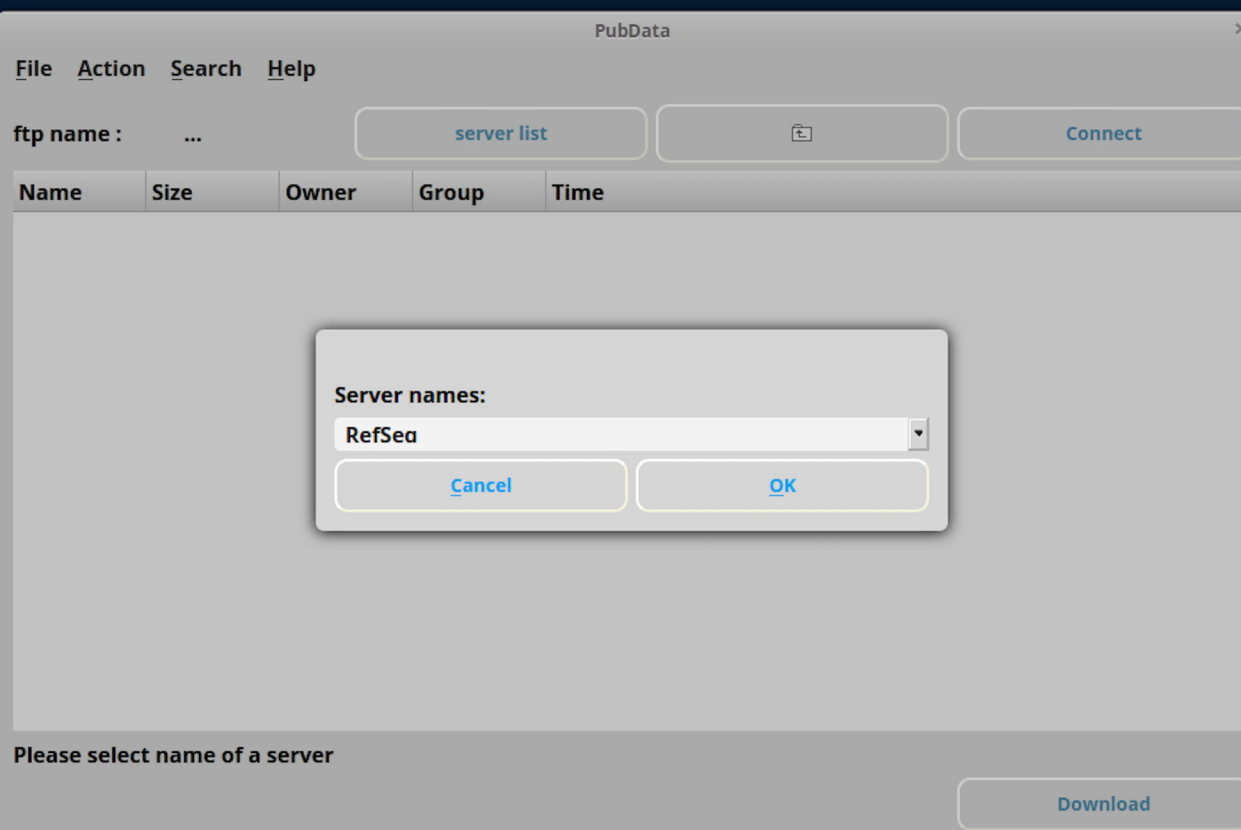 PubData
File Action Search Help
ftp name : ... server list Connect
Name Size Owner Group Time
Server names:
RefSeq
Cancel OK
Please select name of a server
Download